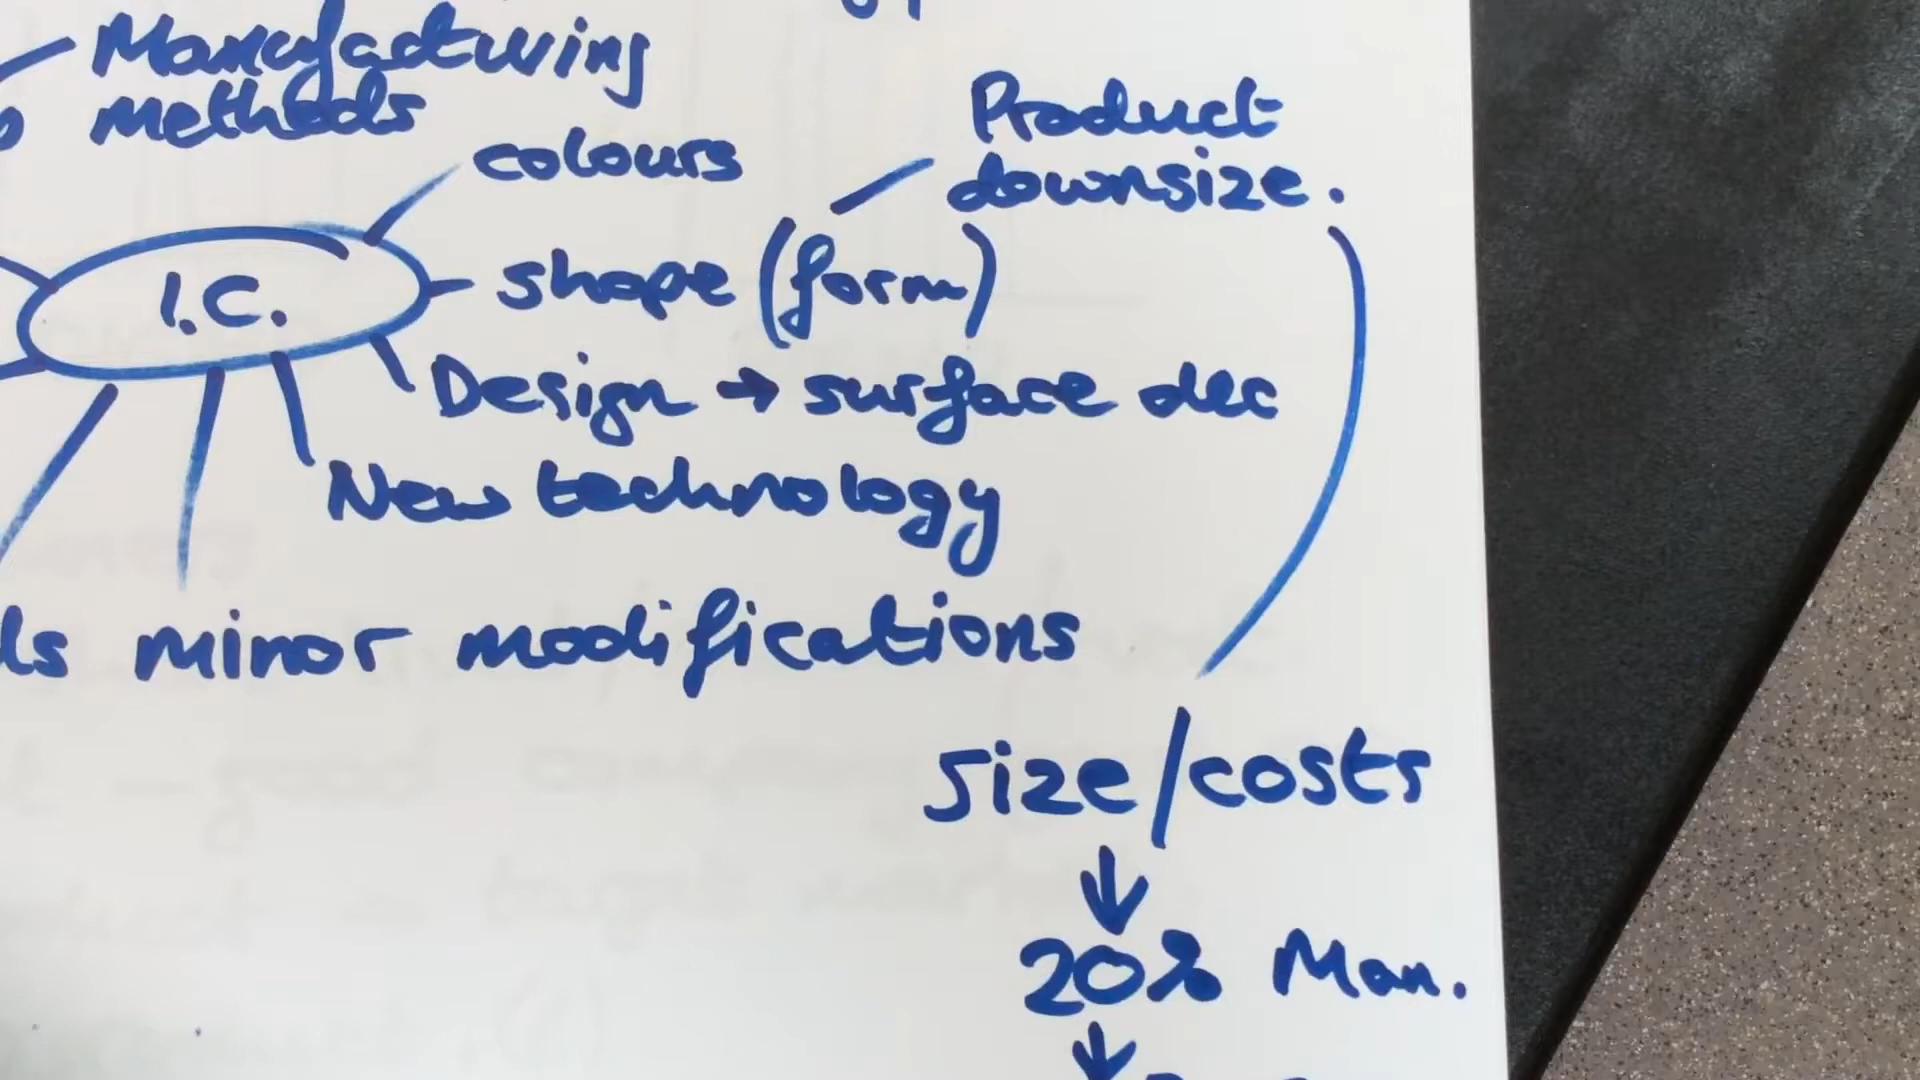 Manufacturing
methods
colours
Product
downsize.
I.C.
shape (form)
Design → surface dec
New technology
minor modifications
size/costs
↓
20% Man.
↓